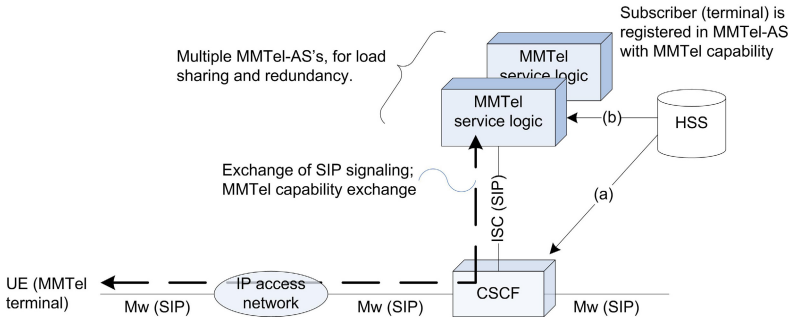 Subscriber (terminal) is
registered in MMTel-AS
with MMTel capability
Multiple MMTel-AS's, for load
sharing and redundancy.
MMTel
service logic
MMTel
service logic
(b)
HSS
Exchange of SIP signaling;
MMTel capability exchange
ISC (SIP)
(a)
UE (MMTel
terminal)
IP access
network
CSCF
Mw (SIP)
Mw (SIP)
Mw (SIP)